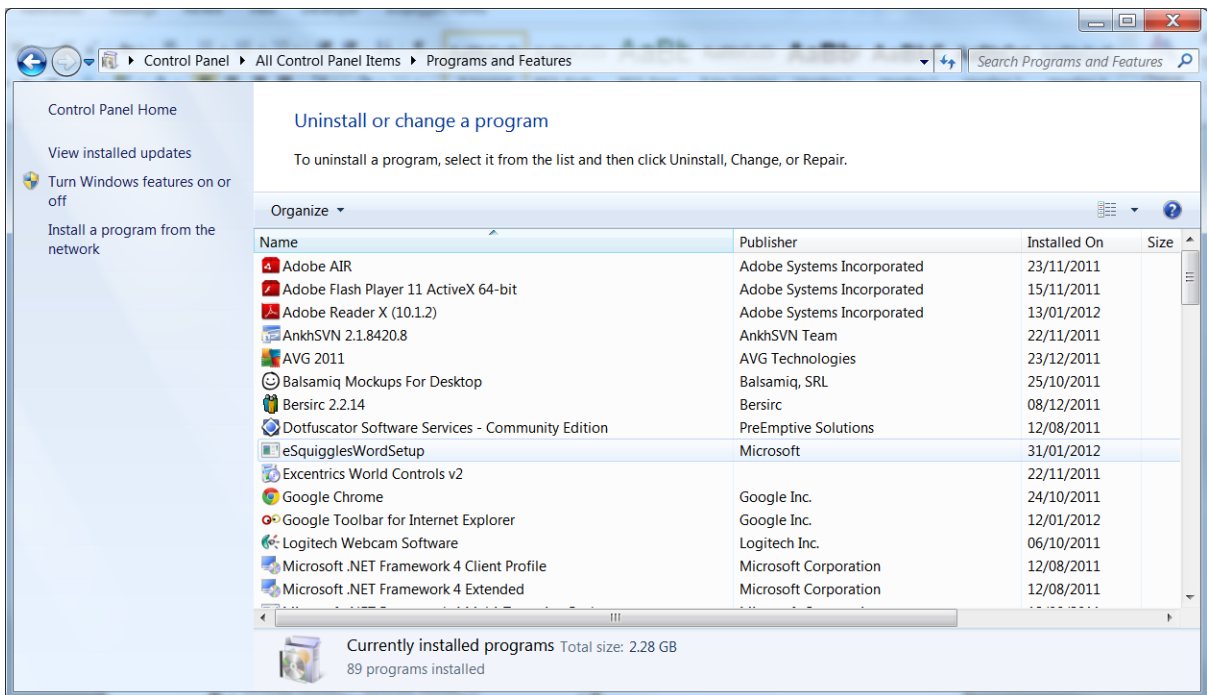 Control Panel All Control Panel Items Programs and Features Search Programs and Features
Control Panel Home
View installed updates
Turn Windows features on or
off
Install a program from the
network
Uninstall or change a program
To uninstall a program, select it from the list and then click Uninstall, Change, or Repair.
Organize
Name Publisher Installed On Size
Adobe AIR Adobe Systems Incorporated 23/11/2011
Adobe Flash Player 11 ActiveX 64-bit Adobe Systems Incorporated 15/11/2011
Adobe Reader X (10.1.2) Adobe Systems Incorporated 13/01/2012
AnkhSVN 2.1.8420.8 AnkhSVN Team 22/11/2011
AVG 2011 AVG Technologies 23/12/2011
Balsamiq Mockups For Desktop Balsamiq, SRL 25/10/2011
Bersirc 2.2.14 Bersirc 08/12/2011
Dotfuscator Software Services - Community Edition PreEmptive Solutions 12/08/2011
eSquigglesWordSetup Microsoft 31/01/2012
Excentrics World Controls v2 22/11/2011
Google Chrome Google Inc. 24/10/2011
Google Toolbar for Internet Explorer Google Inc. 12/01/2012
Logitech Webcam Software Logitech Inc. 06/10/2011
Microsoft .NET Framework 4 Client Profile Microsoft Corporation 12/08/2011
Microsoft .NET Framework 4 Extended Microsoft Corporation 12/08/2011
Currently installed programs Total size: 2.28 GB
89 programs installed